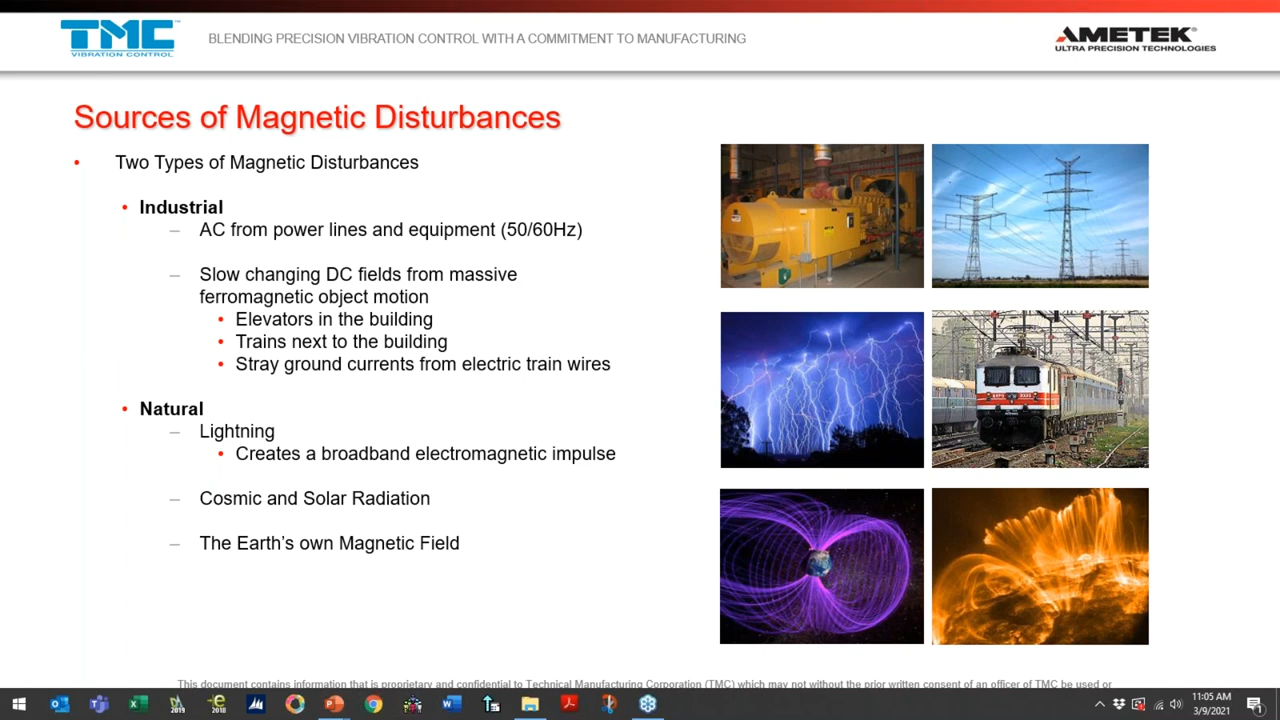 TMC
VIBRATION CONTROL
BLENDING PRECISION VIBRATION CONTROL WITH A COMMITMENT TO MANUFACTURING
AMETEK®
ULTRA PRECISION TECHNOLOGIES
Sources of Magnetic Disturbances
• Two Types of Magnetic Disturbances
• Industrial
– AC from power lines and equipment (50/60Hz)
– Slow changing DC fields from massive
ferromagnetic object motion
• Elevators in the building
• Trains next to the building
• Stray ground currents from electric train wires
• Natural
– Lightning
• Creates a broadband electromagnetic impulse
– Cosmic and Solar Radiation
– The Earth’s own Magnetic Field
This document contains information that is proprietary and confidential to Technical Manufacturing Corporation (TMC) which may not without the prior written consent of an officer of TMC be used or
2019
2018
11:05 AM
3/9/2021